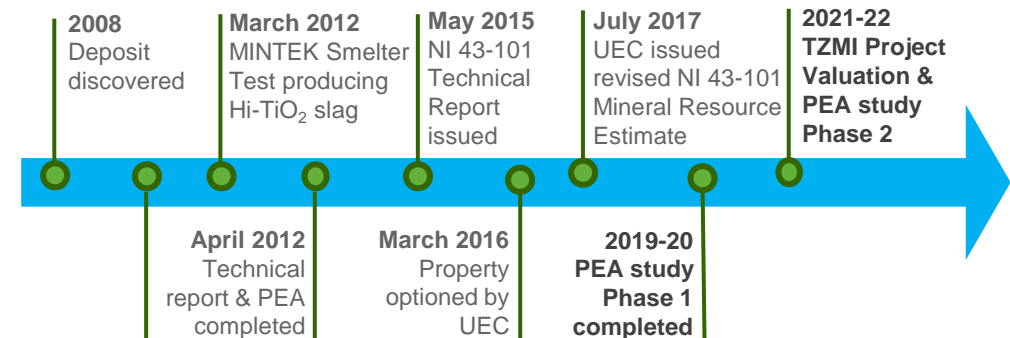 2008
Deposit
discovered
March 2012
MINTEK Smelter
Test producing
Hi-TiO₂ slag
May 2015
NI 43-101
Technical
Report
issued
July 2017
UEC issued
revised NI 43-101
Mineral Resource
Estimate
2021-22
TZMI Project
Valuation &
PEA study
Phase 2
April 2012
Technical
report & PEA
completed
March 2016
Property
optioned by
UEC
2019-20
PEA study
Phase 1
completed